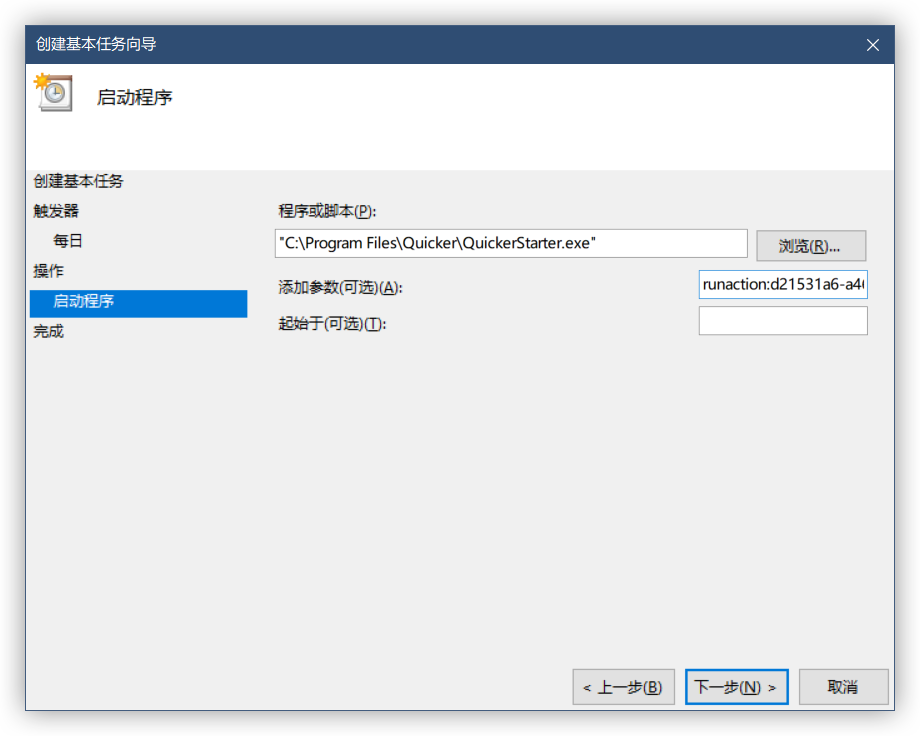 创建基本任务向导
启动程序
创建基本任务
触发器
每日
操作
启动程序
完成
程序或脚本(P):
"C:\Program Files\Quicker\QuickerStarter.exe"
浏览(R)...
添加参数(可选)(A):
runaction:d21531a6-a4
起始于(可选)(T):
< 上一步(B)
下一步(N) >
取消